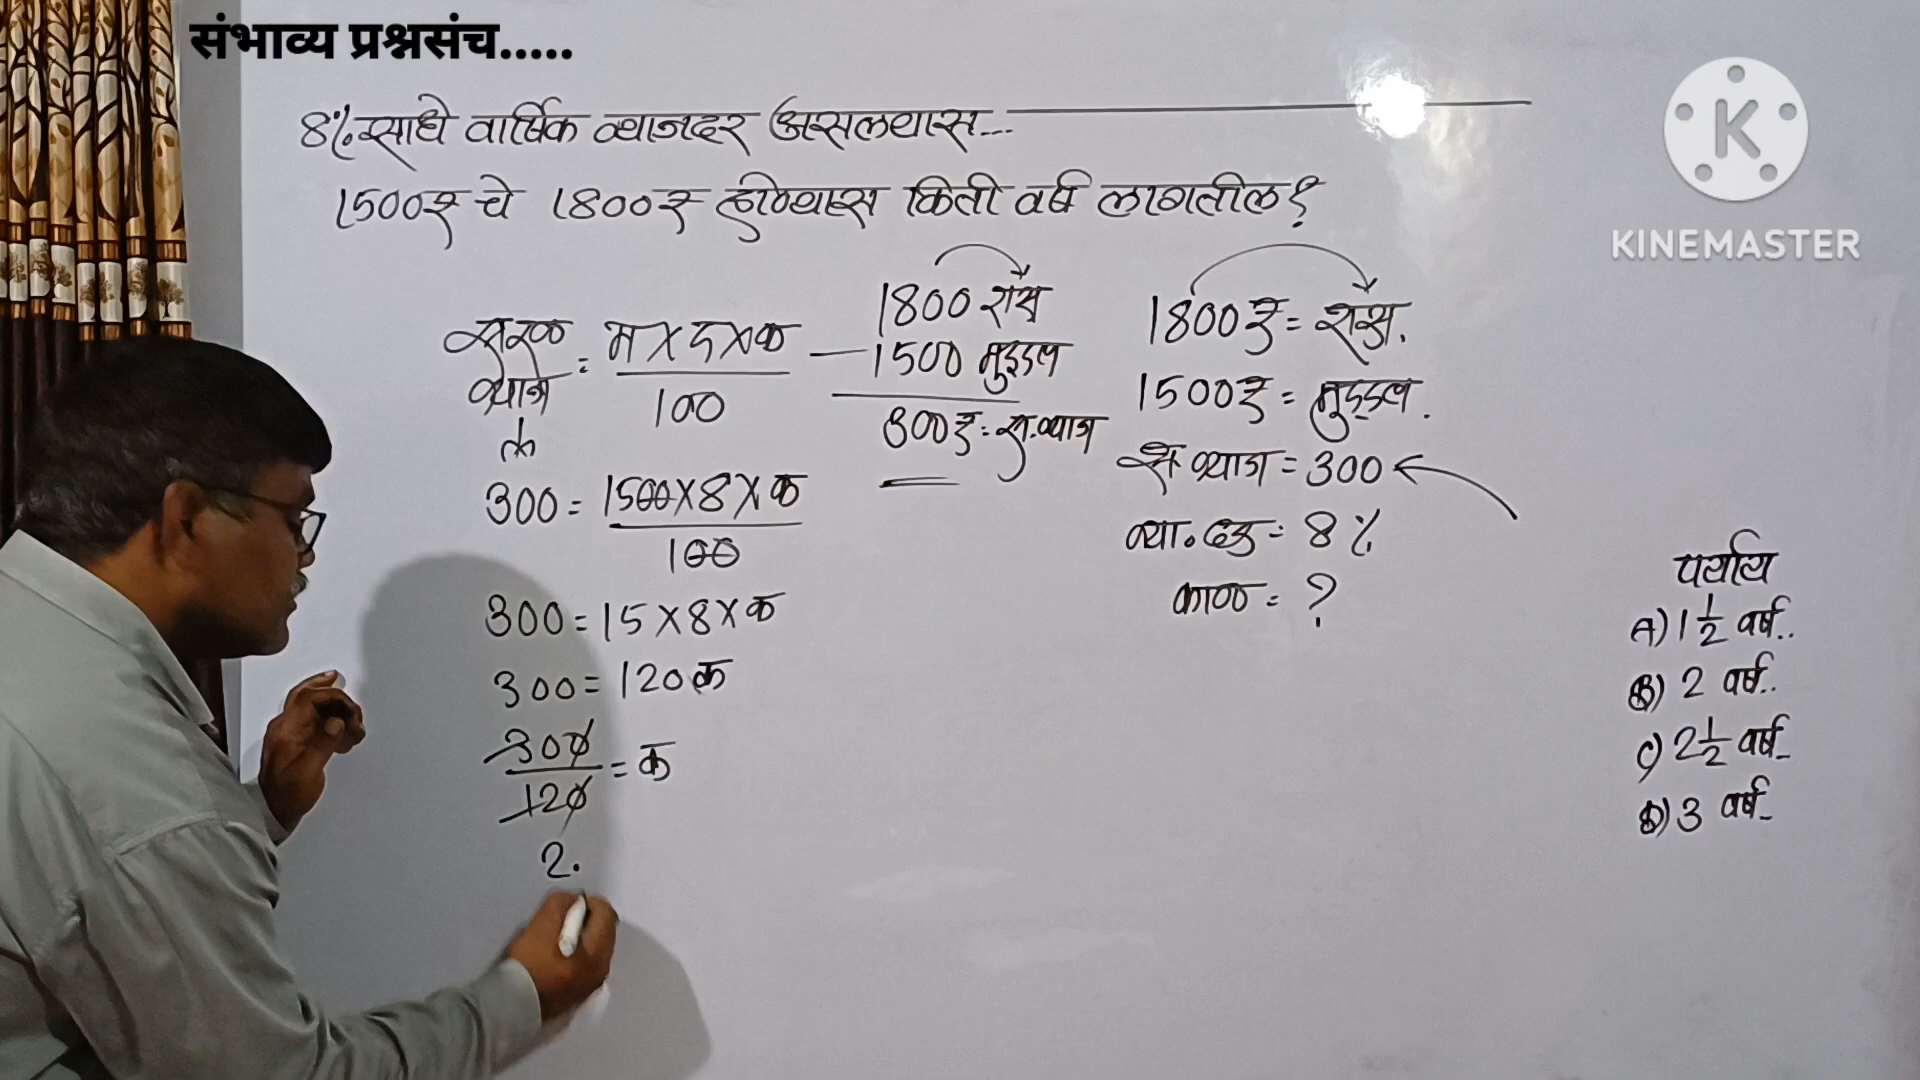 संभाव्य प्रश्नसंच.....
8% साधे वार्षिक व्याजदर असल्यास...
1500₹ चे 1800₹ होण्यास किती वर्ष लागतील?
सरळ व्याज = म × द × क / 100
300 = 1500 × 8 × क / 100
300 = 15 × 8 × क
300 = 120 क
300 / 120 = क
2.
1800 रास
— 1500 मुद्दल
300₹ = स. व्याज
1800₹ = रास.
1500₹ = मुद्दल.
स. व्याज = 300
व्या. दर = 8%
काळ = ?
पर्याय
A) 1 1/2 वर्ष..
B) 2 वर्ष..
C) 2 1/2 वर्ष
D) 3 वर्ष
K
KINEMASTER